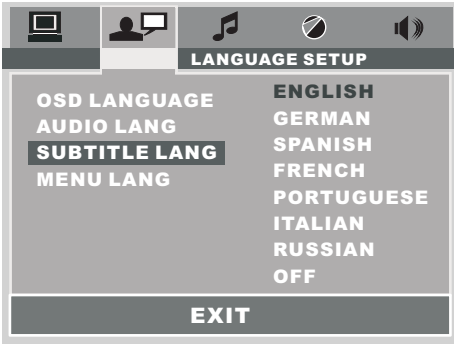 LANGUAGE SETUP
OSD LANGUAGE
AUDIO LANG
SUBTITLE LANG
MENU LANG
ENGLISH
GERMAN
SPANISH
FRENCH
PORTUGUESE
ITALIAN
RUSSIAN
OFF
EXIT